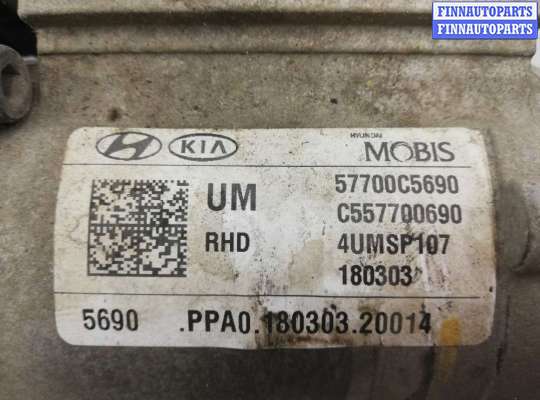 FINNAUTOPARTS
FINNAUTOPARTS
KIA
HYUNDAI
MOBIS
UM
57700C5690
C557700690
RHD
4UMSP107
180303
5690 .PPA0.180303.20014